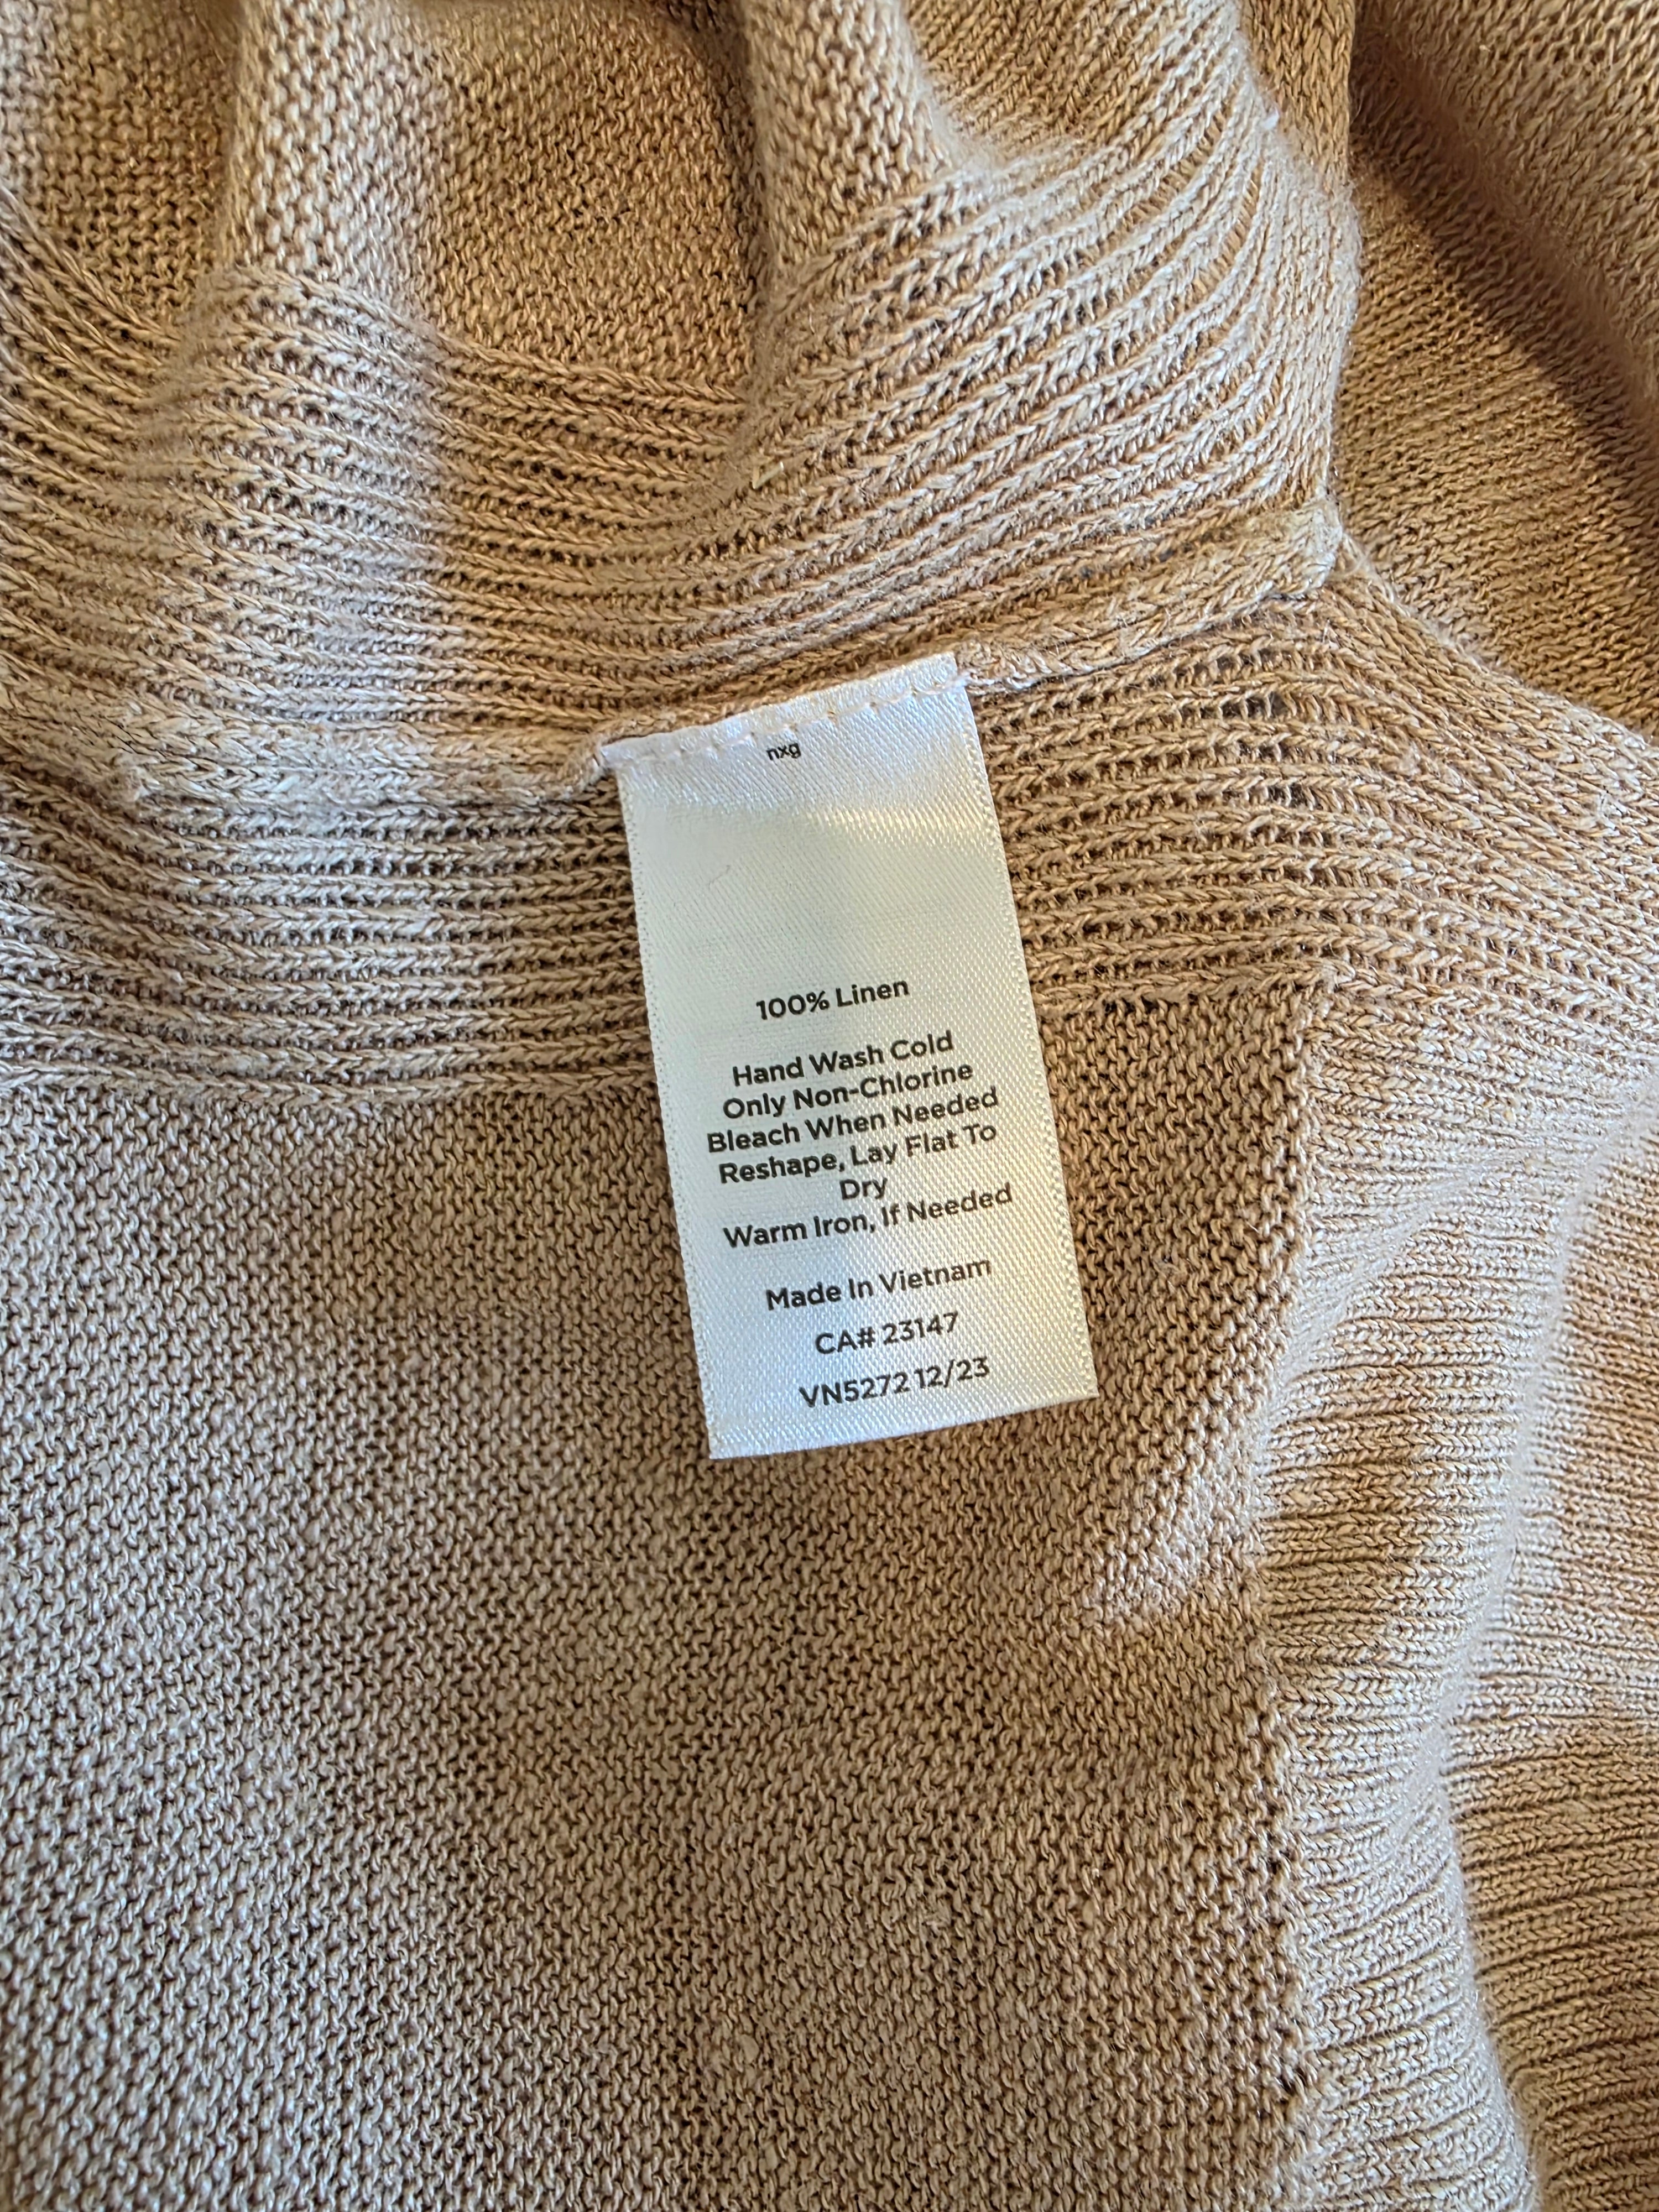 nxg
100% Linen
Hand Wash Cold
Only Non-Chlorine
Bleach When Needed
Reshape, Lay Flat To
Dry
Warm Iron, If Needed
Made In Vietnam
CA# 23147
VN5272 12/23